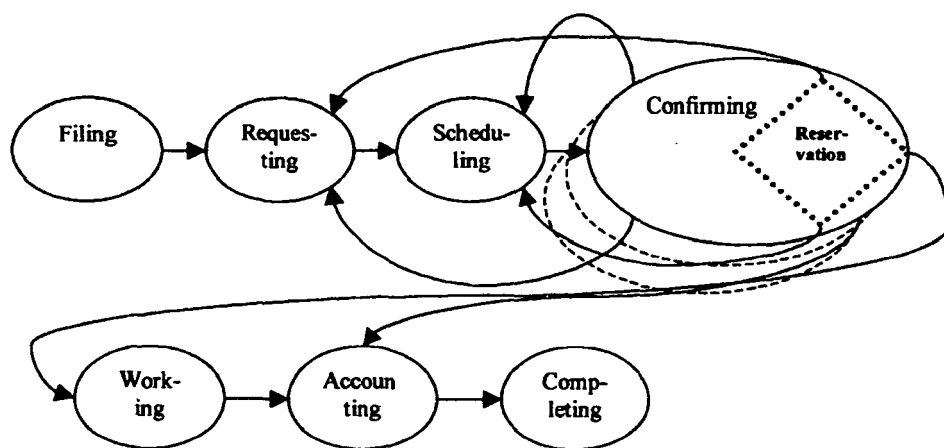 Filing
Reques-
ting
Schedu-
ling
Confirming
Reser-
vation
Work-
ing
Accoun
ting
Comp-
leting